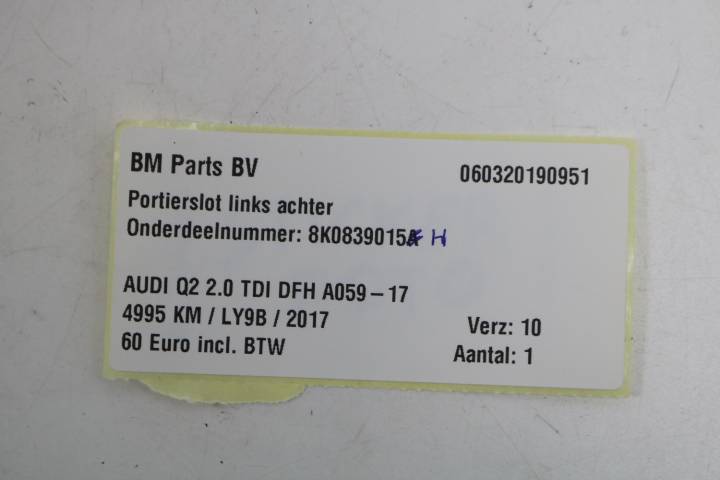 BM Parts BV 060320190951
Portierslot links achter
Onderdeelnummer: 8K0839015A H
AUDI Q2 2.0 TDI DFH A059-17
4995 KM / LY9B / 2017 Verz: 10
60 Euro incl. BTW Aantal: 1